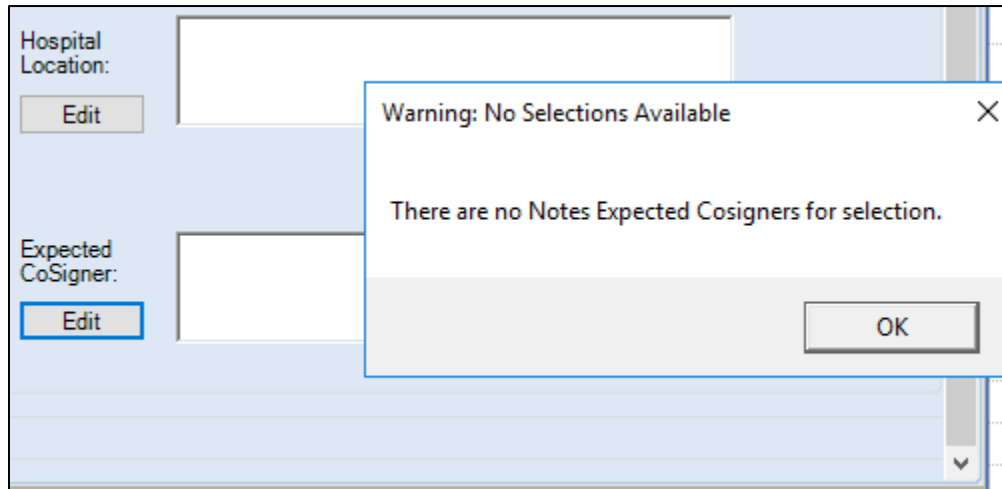 Hospital
Location:
Edit
Warning: No Selections Available
There are no Notes Expected Cosigners for selection.
Expected
CoSigner:
Edit
OK